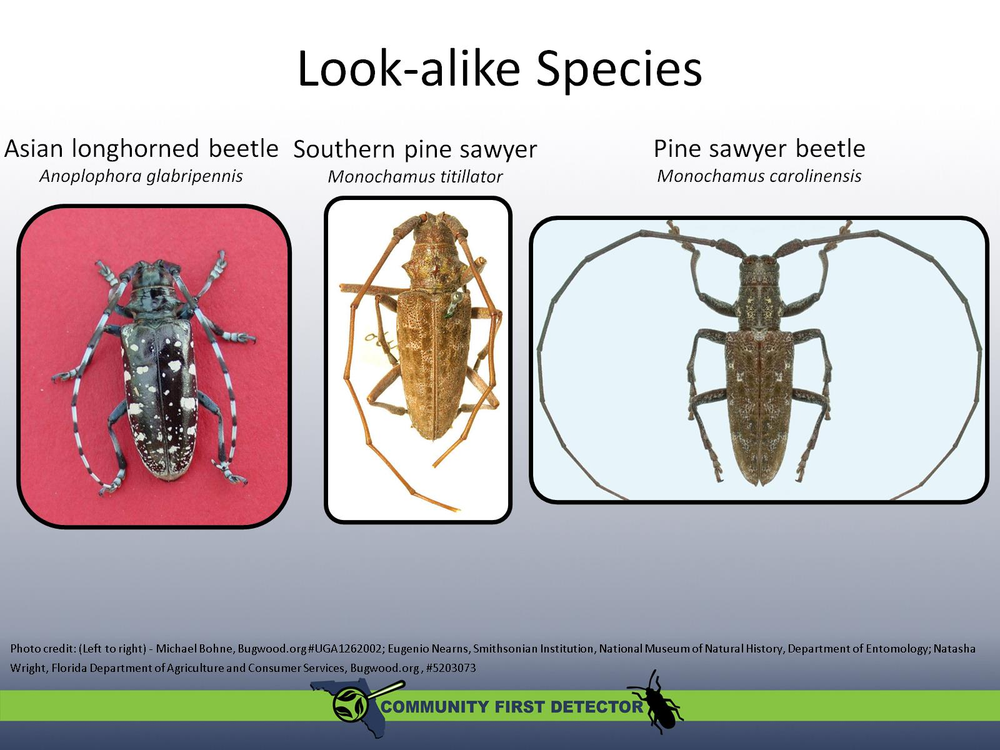 Look-alike Species
Asian longhorned beetle
Anoplophora glabripennis
Southern pine sawyer
Monochamus titillator
Pine sawyer beetle
Monochamus carolinensis
Photo credit: (Left to right) - Michael Bohne, Bugwood.org #UGA1262002; Eugenio Nearns, Smithsonian Institution, National Museum of Natural History, Department of Entomology; Natasha
Wright, Florida Department of Agriculture and Consumer Services, Bugwood.org , #5203073
COMMUNITY FIRST DETECTOR